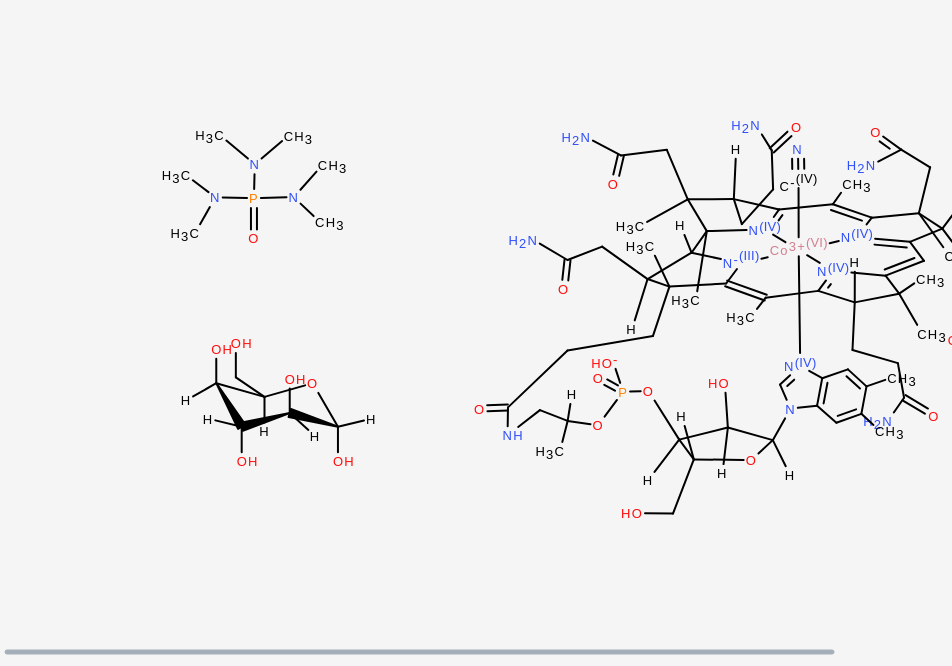 H3C
CH3
N
CH3
H3C
N
P
N
H3C
CH3
O
H2N
O
H2N
O
N
O
H
H2N
C-(IV)
CH3
H3C
H
N(IV)
N(IV)
H2N
H3C
Co3+(VI)
N-(III)
N(IV)
H
O
H3C
CH3
H3C
H
CH3
OH
OH
OH
O
H
H
H
H
H
OH
OH
HO-
N(IV)
O
P
O
HO
CH3
H
O
N
H
O
NH
O
H2N
CH3
H3C
O
H
H
H
HO